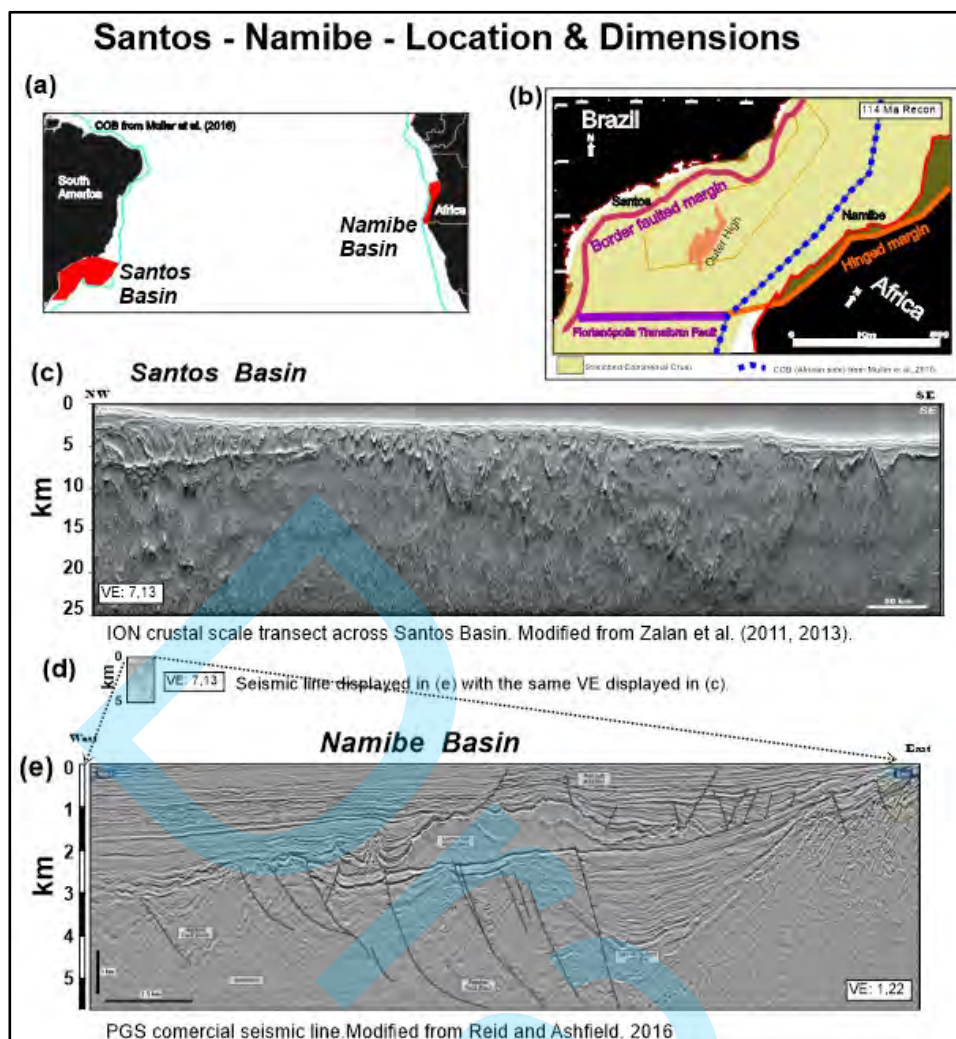 Santos - Namibe - Location & Dimensions
(a)
COB from Muller et al. (2016)
South
America
Africa
Namibe
Basin
Santos
Basin
(b)
114 Ma Recon
Brazil
N
Santos
Border faulted margin
Outer High
Namibe
Hinged margin
Africa
Florianópolis Transform Fault
0
Km
Stretched Continental Crust
COB (African side) from Muller et al., 2016.
(c)
Santos Basin
NW
SE
SE
0
5
10
15
20
25
km
VE: 7,13
50 km
ION crustal scale transect across Santos Basin. Modified from Zalan et al. (2011, 2013).
(d)
0
km
5
VE: 7,13
Seismic line displayed in (e) with the same VE displayed in (c).
West
Namibe Basin
East
(e)
0
1
2
3
4
5
km
VE: 1,22
PGS comercial seismic line.Modified from Reid and Ashfield, 2016